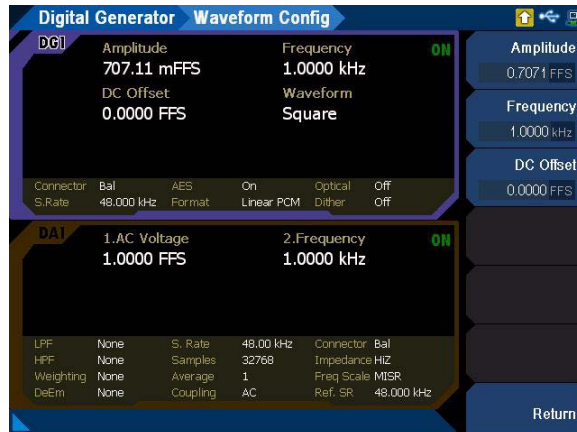 Digital Generator Waveform Config
DG1
Amplitude Frequency ON
707.11 mFFS 1.0000 kHz
DC Offset Waveform
0.0000 FFS Square
Connector Bal AES On Optical Off
S.Rate 48.000 kHz Format Linear PCM Dither Off
DA1
1.AC Voltage 2.Frequency ON
1.0000 FFS 1.0000 kHz
LPF None S. Rate 48.00 kHz Connector Bal
HPF None Samples 32768 Impedance HiZ
Weighting None Average 1 Freq Scale MISR
DeEm None Coupling AC Ref. SR 48.000 kHz
Amplitude
0.7071 FFS
Frequency
1.0000 kHz
DC Offset
0.0000 FFS
Return